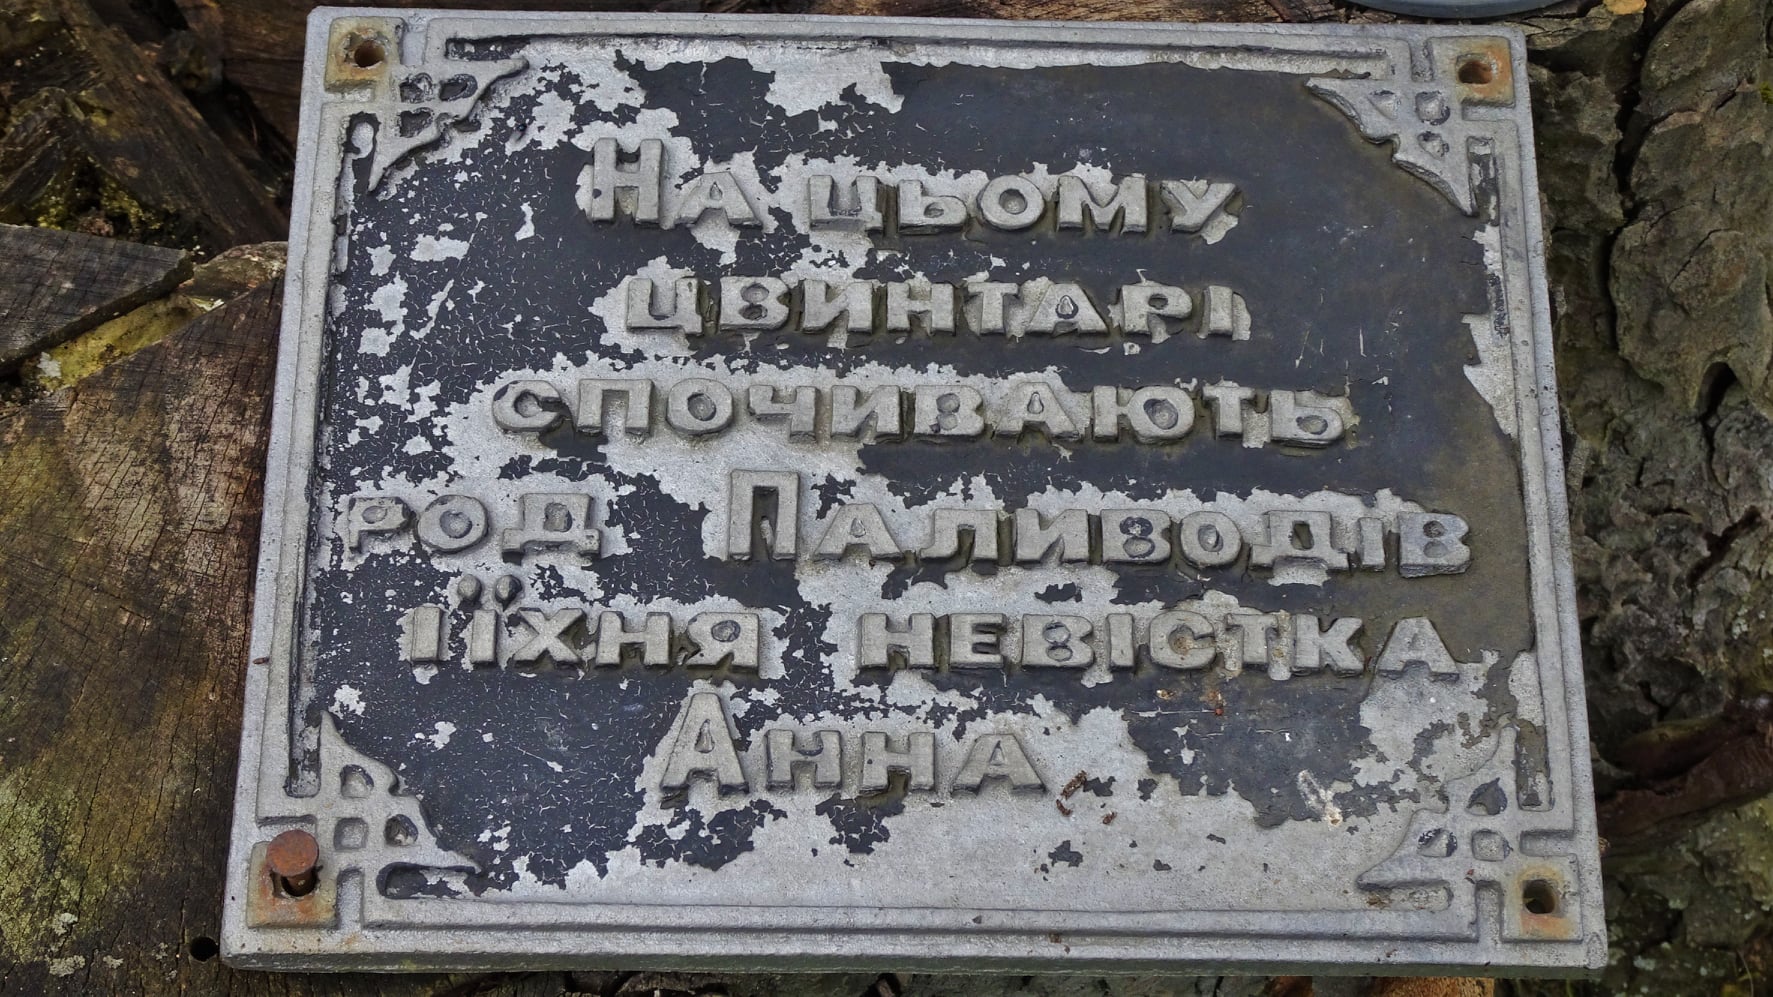 На цьому
цвинтарі
спочивають
род Паливодів
і їхня невістка
Анна